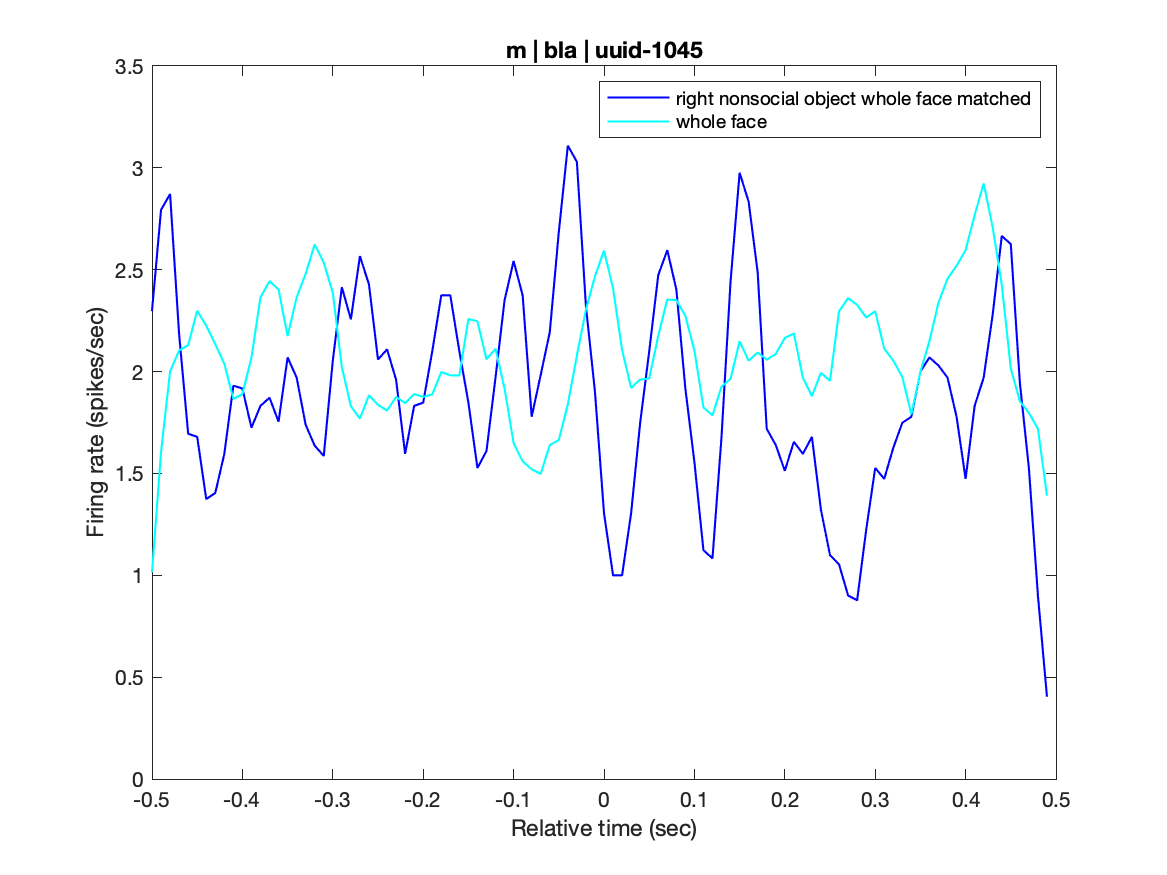 m | bla | uuid-1045
right nonsocial object whole face matched
whole face
Firing rate (spikes/sec)
3.5
3
2.5
2
1.5
1
0.5
0
-0.5 -0.4 -0.3 -0.2 -0.1 0 0.1 0.2 0.3 0.4 0.5
Relative time (sec)